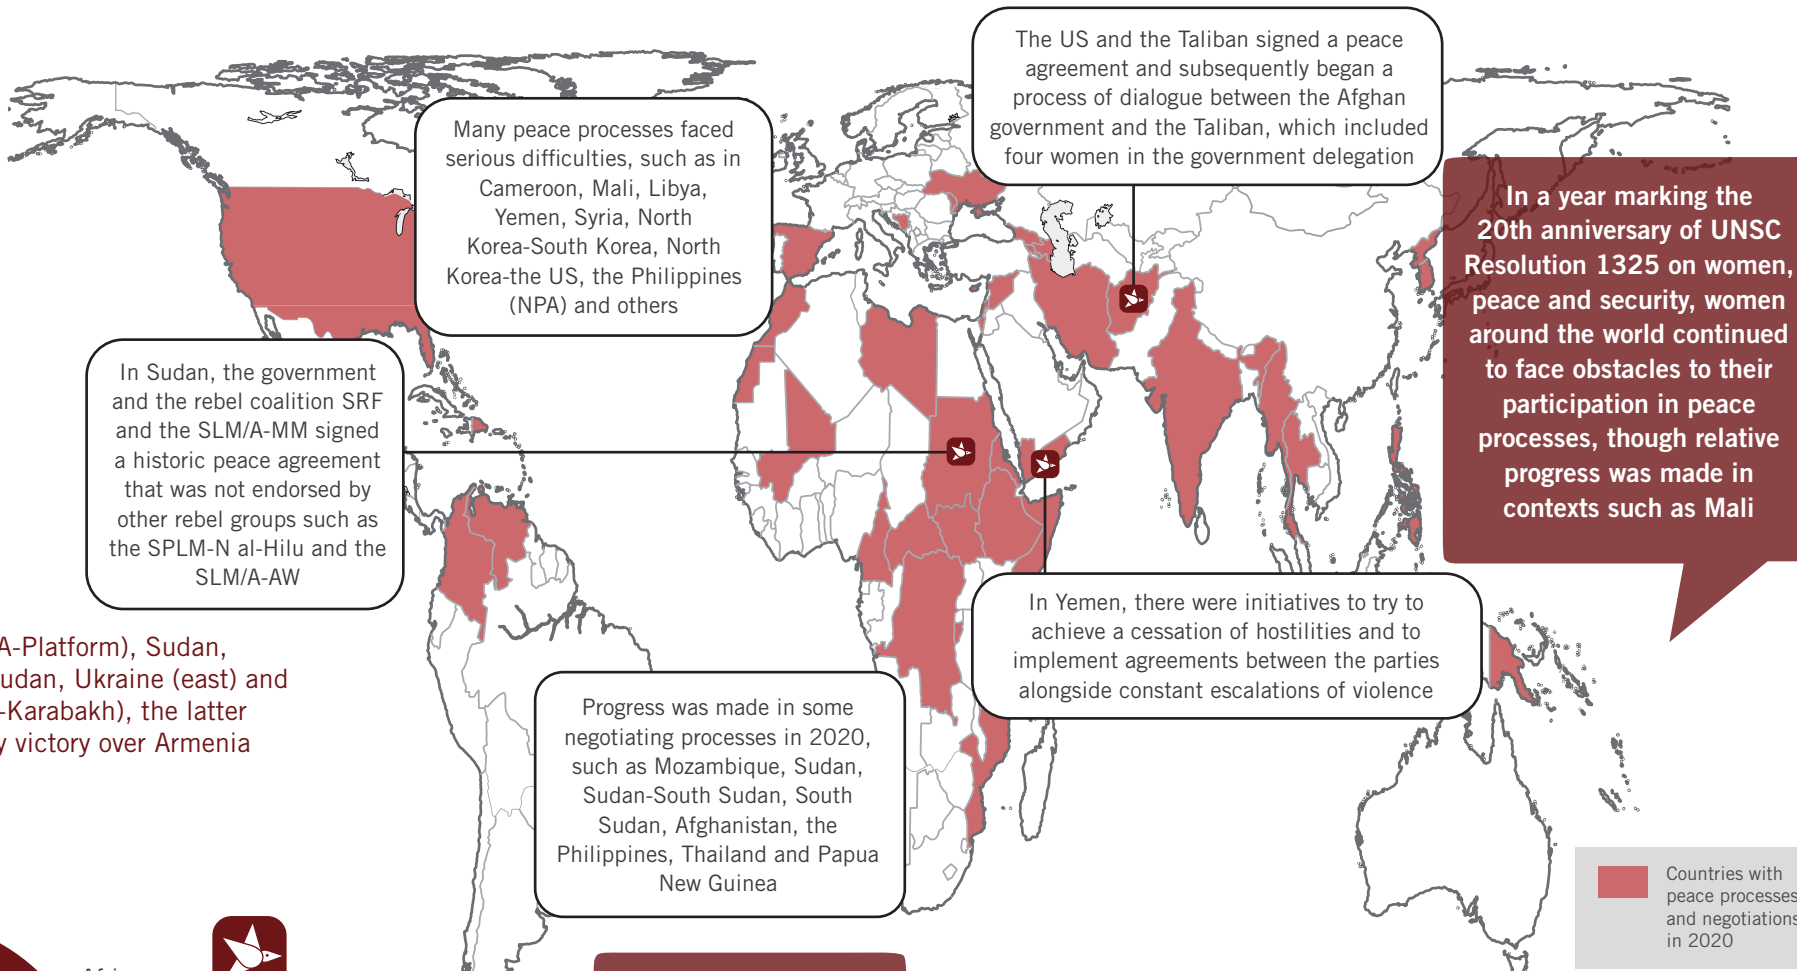 The US and the Taliban signed a peace
agreement and subsequently began a
process of dialogue between the Afghan
government and the Taliban, which included
four women in the government delegation
Many peace processes faced
serious difficulties, such as in
Cameroon, Mali, Libya,
Yemen, Syria, North
Korea-South Korea, North
Korea-the US, the Philippines
(NPA) and others
In a year marking the
20th anniversary of UNSC
Resolution 1325 on women,
peace and security, women
around the world continued
to face obstacles to their
participation in peace
processes, though relative
progress was made in
contexts such as Mali
In Sudan, the government
and the rebel coalition SRF
and the SLM/A-MM signed
a historic peace agreement
that was not endorsed by
other rebel groups such as
the SPLM-N al-Hilu and the
SLM/A-AW
In Yemen, there were initiatives to try to
achieve a cessation of hostilities and to
implement agreements between the parties
alongside constant escalations of violence
A-Platform), Sudan,
udan, Ukraine (east) and
-Karabakh), the latter
y victory over Armenia
Progress was made in some
negotiating processes in 2020,
such as Mozambique, Sudan,
Sudan-South Sudan, South
Sudan, Afghanistan, the
Philippines, Thailand and Papua
New Guinea
Countries with
peace processes
and negotiations
in 2020